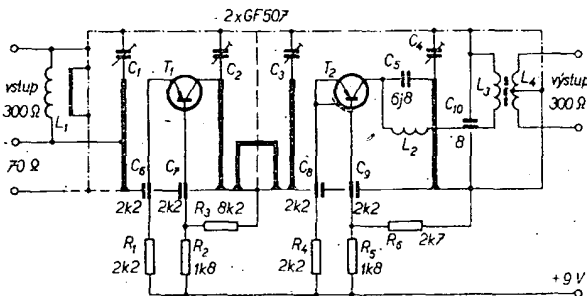 2xGF507
vstup
300 Ω
70 Ω
L1
C1
T1
C2
C3
T2
C4
C5
6j8
L2
C10
8
L3
L4
výstup
300 Ω
C6
2k2
C7
2k2
R3 8k2
C8
2k2
C9
2k2
R6 2k7
R1
2k2
R2
1k8
R4
2k2
R5
1k8
+9V